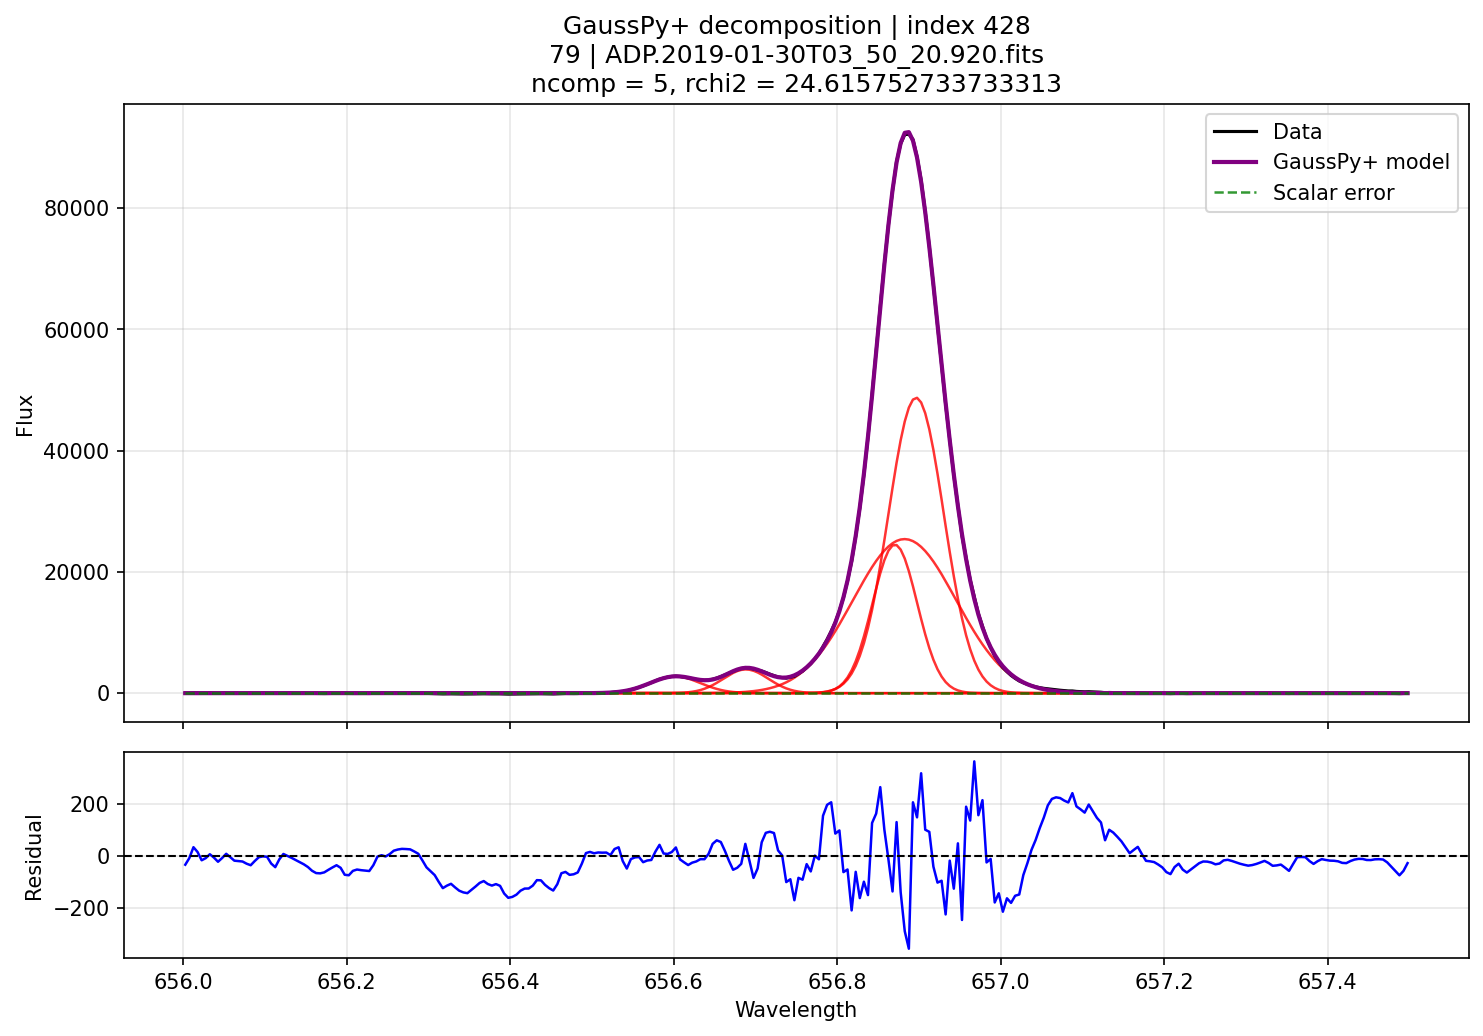 GaussPy+ decomposition | index 428
79 | ADP.2019-01-30T03_50_20.920.fits
ncomp = 5, rchi2 = 24.615752733733313
Data
GaussPy+ model
Scalar error
Flux
80000
60000
40000
20000
0
Residual
200
0
−200
656.0
656.2
656.4
656.6
656.8
657.0
657.2
657.4
Wavelength